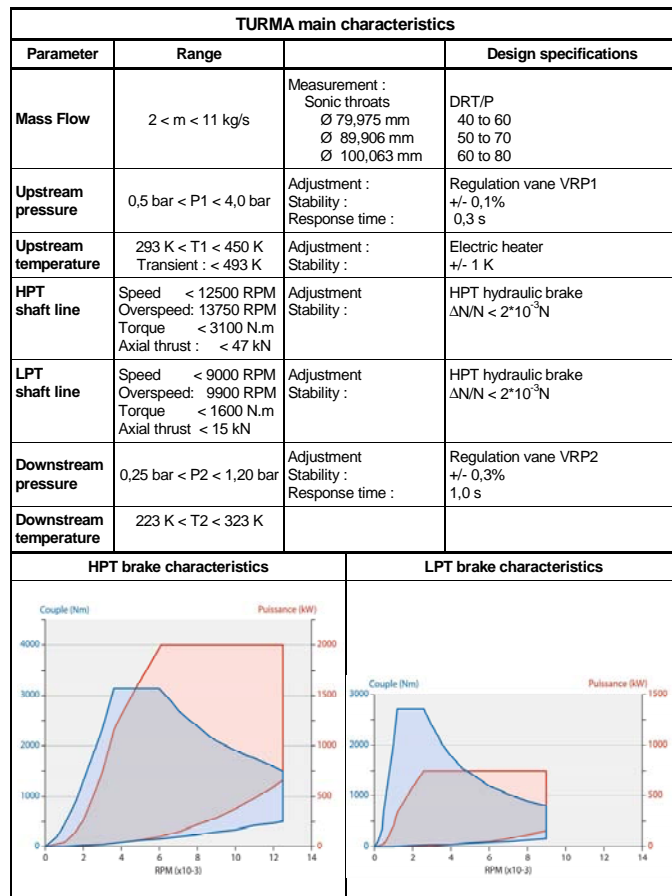 TURMA main characteristics
Parameter Range Design specifications
Mass Flow
2 < m < 11 kg/s
Measurement :
Sonic throats
Ø 79,975 mm
Ø 89,906 mm
Ø 100,063 mm
DRT/P
40 to 60
50 to 70
60 to 80
Upstream
pressure
0,5 bar < P1 < 4,0 bar
Adjustment :
Stability :
Response time :
Regulation vane VRP1
+/- 0,1%
0,3 s
Upstream
temperature
293 K < T1 < 450 K
Transient : < 493 K
Adjustment :
Stability :
Electric heater
+/- 1 K
HPT
shaft line
Speed < 12500 RPM
Overspeed: 13750 RPM
Torque < 3100 N.m
Axial thrust : < 47 kN
Adjustment
Stability :
HPT hydraulic brake
ΔN/N < 2*10⁻³N
LPT
shaft line
Speed < 9000 RPM
Overspeed: 9900 RPM
Torque < 1600 N.m
Axial thrust < 15 kN
Adjustment
Stability :
HPT hydraulic brake
ΔN/N < 2*10⁻³N
Downstream
pressure
0,25 bar < P2 < 1,20 bar
Adjustment
Stability :
Response time :
Regulation vane VRP2
+/- 0,3%
1,0 s
Downstream
temperature
223 K < T2 < 323 K
HPT brake characteristics
Couple (Nm) Puissance (kW)
4000 2000
3000 1500
2000 1000
1000 500
0 0
0 2 4 6 8 10 12 14
RPM (x10-3)
LPT brake characteristics
Couple (Nm) Puissance (kW)
3000 1500
2000 1000
1000 500
0 0
0 2 4 6 8 10 12 14
RPM (x10-3)